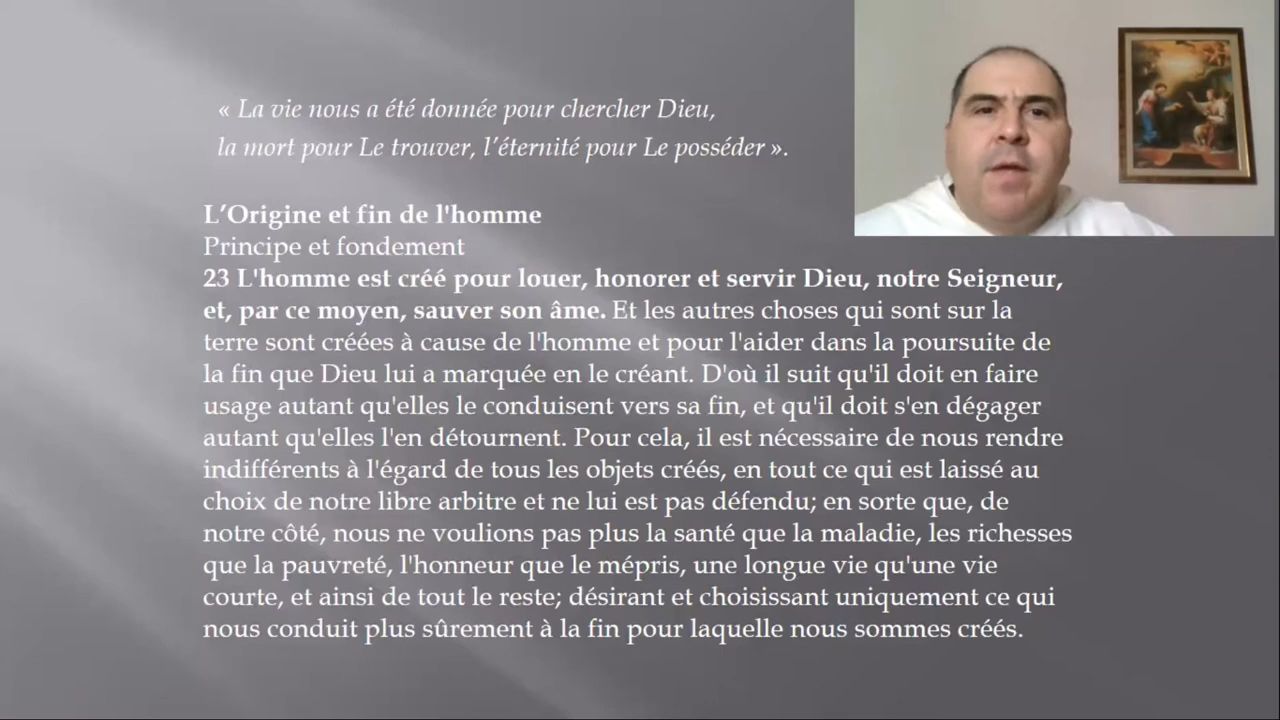 « La vie nous a été donnée pour chercher Dieu,
la mort pour Le trouver, l’éternité pour Le posséder ».
L’Origine et fin de l'homme
Principe et fondement
23 L'homme est créé pour louer, honorer et servir Dieu, notre Seigneur,
et, par ce moyen, sauver son âme. Et les autres choses qui sont sur la
terre sont créées à cause de l'homme et pour l'aider dans la poursuite de
la fin que Dieu lui a marquée en le créant. D'où il suit qu'il doit en faire
usage autant qu'elles le conduisent vers sa fin, et qu'il doit s'en dégager
autant qu'elles l'en détournent. Pour cela, il est nécessaire de nous rendre
indifférents à l'égard de tous les objets créés, en tout ce qui est laissé au
choix de notre libre arbitre et ne lui est pas défendu; en sorte que, de
notre côté, nous ne voulions pas plus la santé que la maladie, les richesses
que la pauvreté, l'honneur que le mépris, une longue vie qu'une vie
courte, et ainsi de tout le reste; désirant et choisissant uniquement ce qui
nous conduit plus sûrement à la fin pour laquelle nous sommes créés.